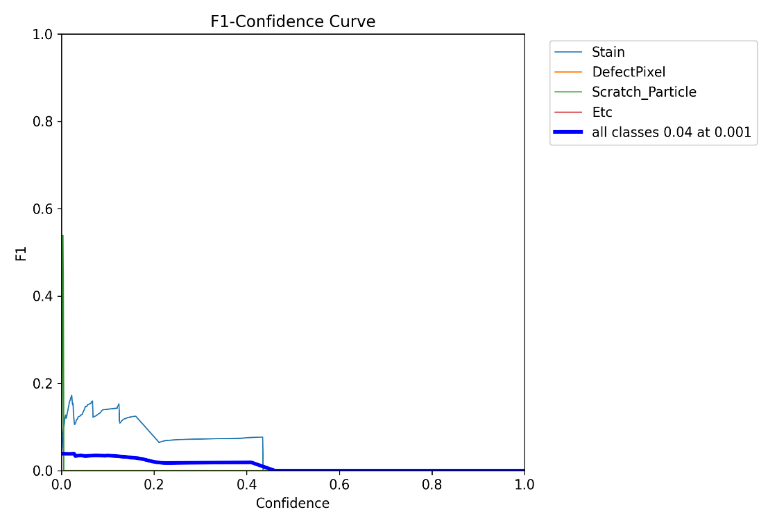 F1-Confidence Curve
1.0
0.8
0.6
0.4
0.2
0.0
F1
0.0 0.2 0.4 0.6 0.8 1.0
Confidence
Stain
DefectPixel
Scratch_Particle
Etc
all classes 0.04 at 0.001